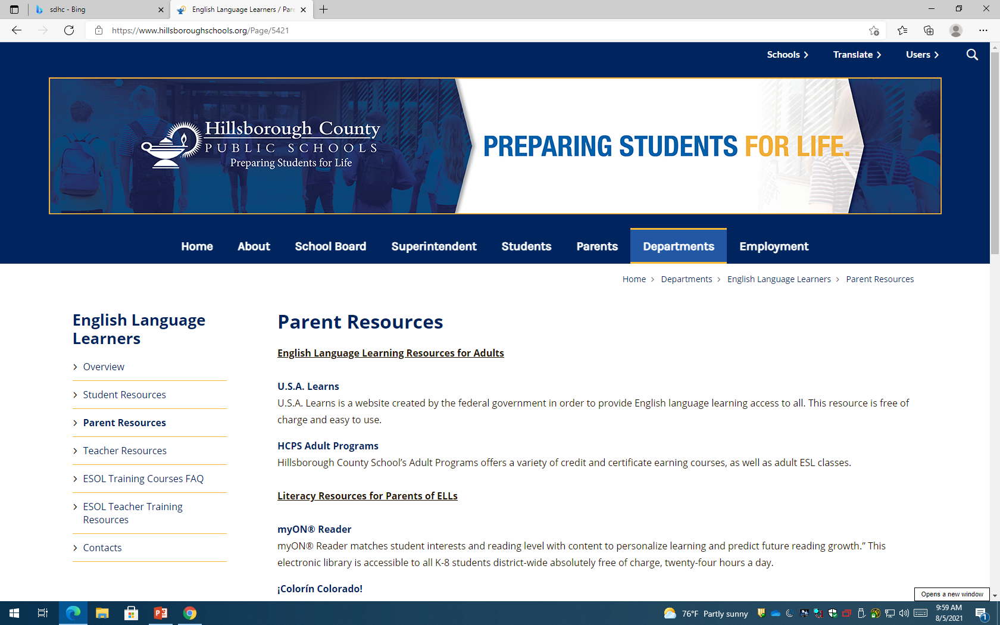 sdhc - Bing
English Language Learners / Pare
https://www.hillsboroughschools.org/Page/5421
Schools
Translate
Users
Hillsborough County
PUBLIC SCHOOLS
Preparing Students for Life
PREPARING STUDENTS FOR LIFE.
Home About School Board Superintendent Students Parents Departments Employment
Home > Departments > English Language Learners > Parent Resources
English Language
Learners
Overview
Student Resources
Parent Resources
Teacher Resources
ESOL Training Courses FAQ
ESOL Teacher Training
Resources
Contacts
Parent Resources
English Language Learning Resources for Adults
U.S.A. Learns
U.S.A. Learns is a website created by the federal government in order to provide English language learning access to all. This resource is free of
charge and easy to use.
HCPS Adult Programs
Hillsborough County School’s Adult Programs offers a variety of credit and certificate earning courses, as well as adult ESL classes.
Literacy Resources for Parents of ELLs
myON® Reader
myON® Reader matches student interests and reading level with content to personalize learning and predict future reading growth.” This
electronic library is accessible to all K-8 students district-wide absolutely free of charge, twenty-four hours a day.
¡Colorín Colorado!
Opens a new window
76°F Partly sunny
9:59 AM
8/5/2021
1